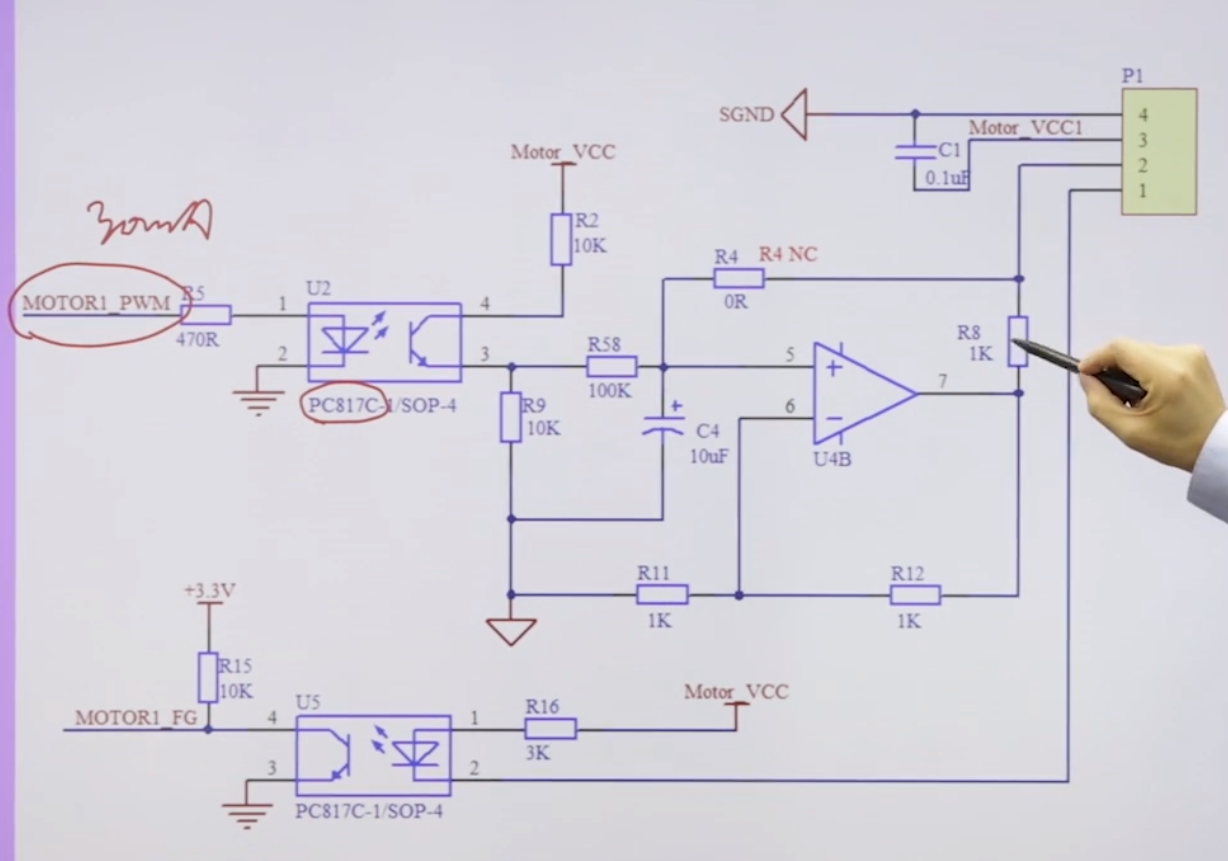 P1
SGND
4
Motor_VCC1
3
C1
2
0.1uF
1
Motor_VCC
R2
10K
30mA
R4
R4 NC
0R
MOTOR1_PWM
R5
470R
1
U2
4
2
3
PC817C-1/SOP-4
R58
100K
R9
10K
+
C4
10uF
5
+
6
−
7
U4B
R8
1K
R11
1K
R12
1K
+3.3V
R15
10K
MOTOR1_FG
U5
4
1
3
2
PC817C-1/SOP-4
R16
3K
Motor_VCC